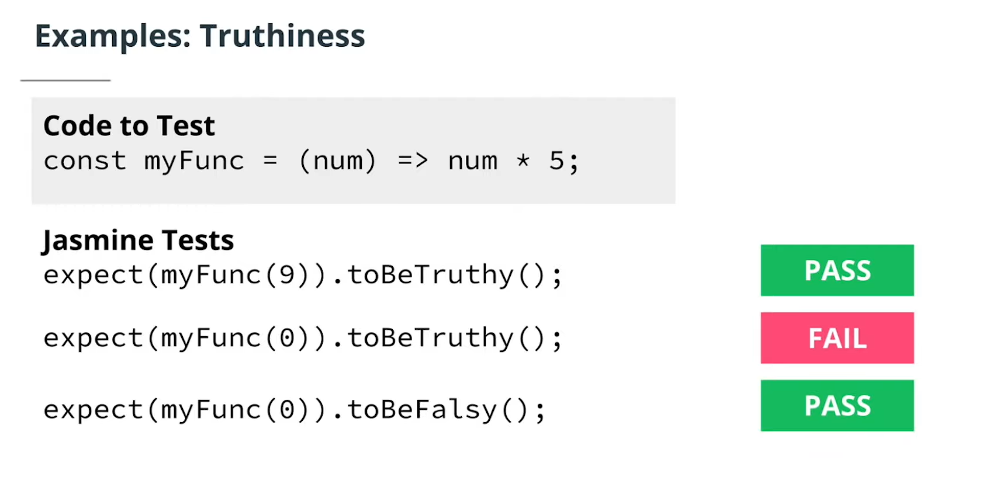 Examples: Truthiness
Code to Test
const myFunc = (num) => num * 5;
Jasmine Tests
expect(myFunc(9)).toBeTruthy();
PASS
expect(myFunc(0)).toBeTruthy();
FAIL
expect(myFunc(0)).toBeFalsy();
PASS